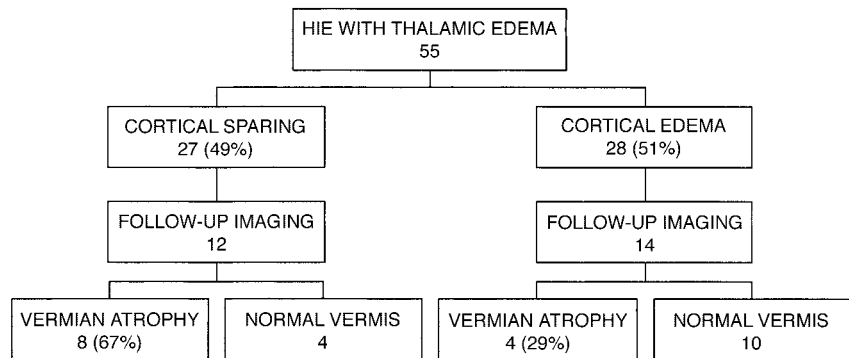 HIE WITH THALAMIC EDEMA
55
CORTICAL SPARING
27 (49%)
CORTICAL EDEMA
28 (51%)
FOLLOW-UP IMAGING
12
FOLLOW-UP IMAGING
14
VERMIAN ATROPHY
8 (67%)
NORMAL VERMIS
4
VERMIAN ATROPHY
4 (29%)
NORMAL VERMIS
10